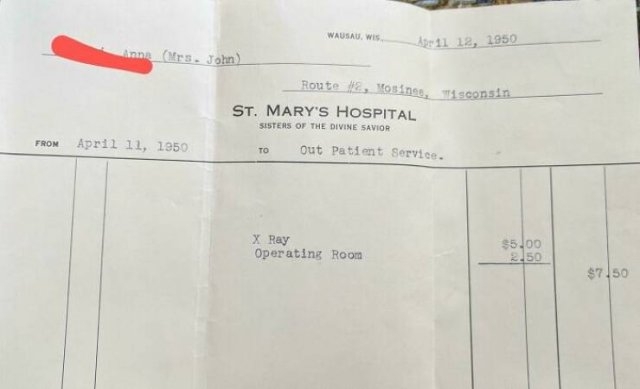 WAUSAU, WIS. April 12, 1950
Anna (Mrs. John)
Route #2, Mosinee, Wisconsin
ST. MARY'S HOSPITAL
SISTERS OF THE DIVINE SAVIOR
FROM April 11, 1950 TO Out Patient Service.
X Ray $5.00
Operating Room 2.50
$7.50